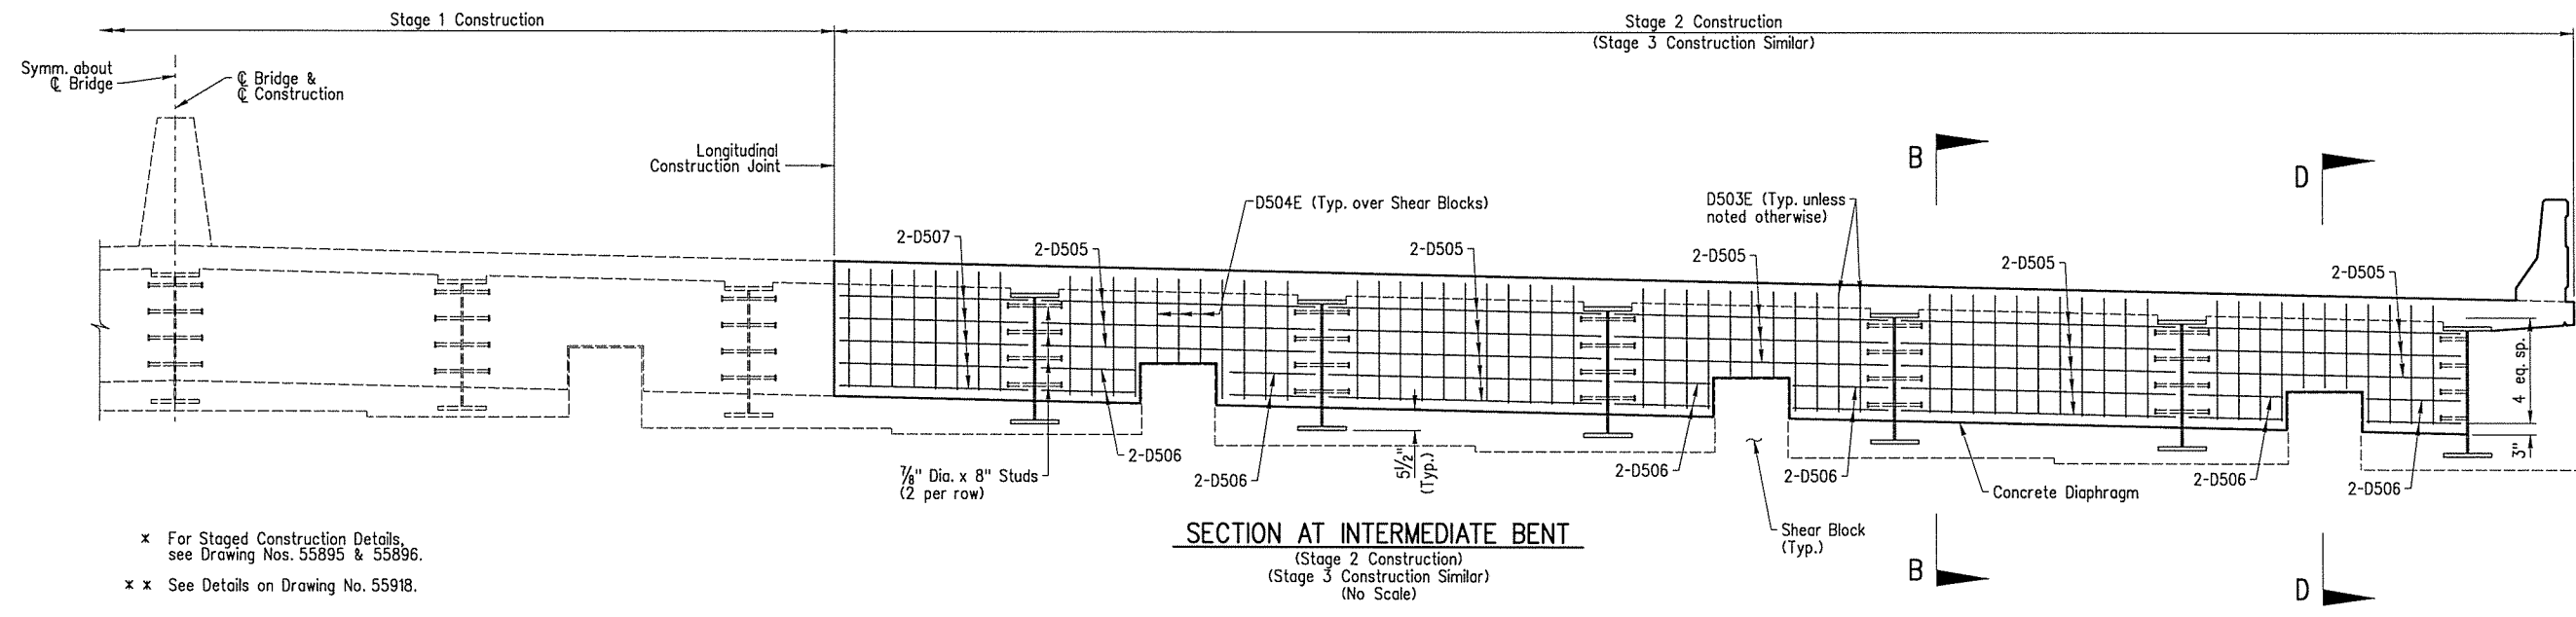 Stage 1 Construction
Stage 2 Construction
(Stage 3 Construction Similar)
Symm. about
℄ Bridge
℄ Bridge &
℄ Construction
Longitudinal
Construction Joint
B
D
D504E (Typ. over Shear Blocks)
D503E (Typ. unless
noted otherwise)
2-D507
2-D505
2-D505
2-D505
2-D505
2-D505
4 eq. sp.
3"
7/8" Dia. x 8" Studs
(2 per row)
2-D506
2-D506
5 1/2"
(Typ.)
2-D506
2-D506
Concrete Diaphragm
2-D506
2-D506
Shear Block
(Typ.)
SECTION AT INTERMEDIATE BENT
(Stage 2 Construction)
(Stage 3 Construction Similar)
(No Scale)
B
D
* For Staged Construction Details,
see Drawing Nos. 55895 & 55896.
* * See Details on Drawing No. 55918.